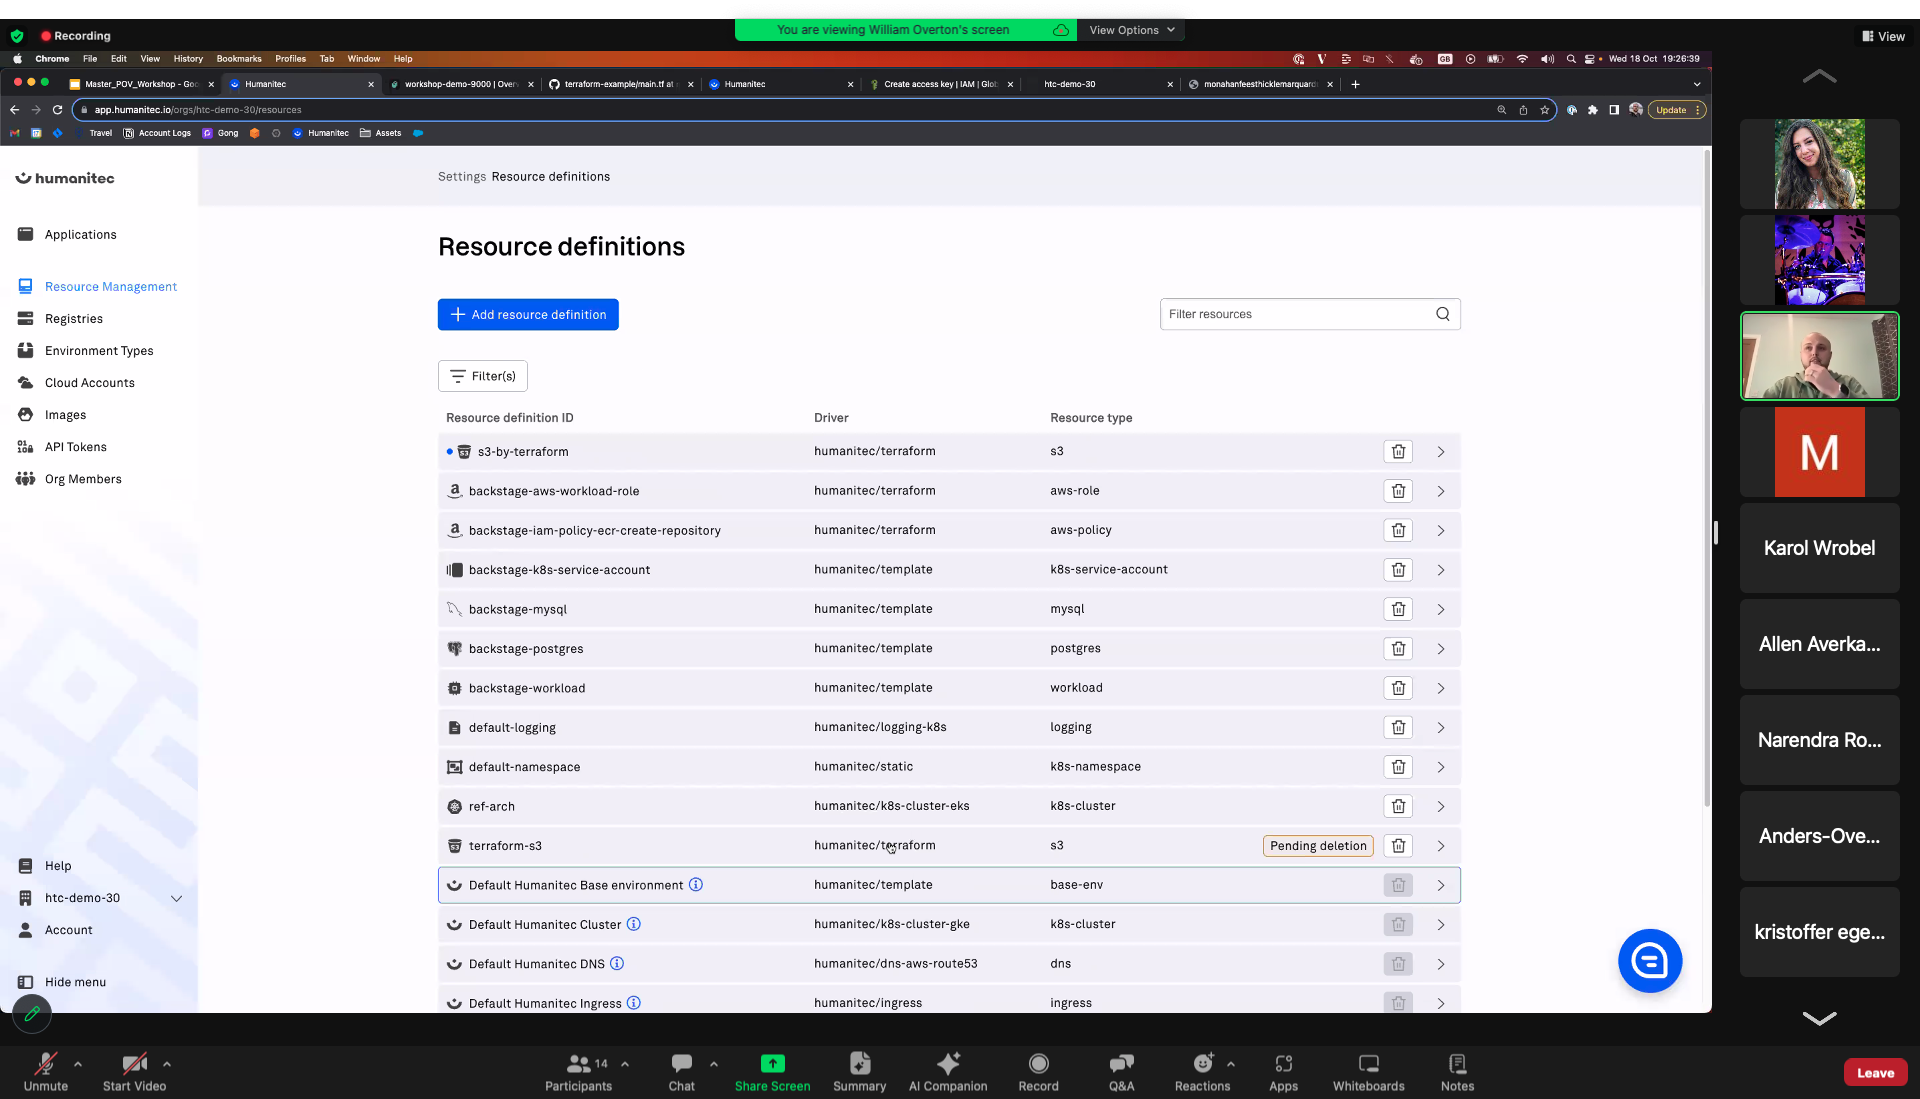 You are viewing William Overton's screen
View Options
Recording
View
Chrome File Edit View History Bookmarks Profiles Tab Window Help
GB
Wed 18 Oct 19:26:39
Master_POV_Workshop - Goo
Humanitec
workshop-demo-9000 | Over
terraform-example/main.tf at
Humanitec
Create access key | IAM | Glob
htc-demo-30
monahanfeesthicklemarquard
app.humanitec.io/orgs/htc-demo-30/resources
Update
Travel
Account Logs
Gong
Humanitec
Assets
humanitec
Settings Resource definitions
Applications
Resource Management
Registries
Environment Types
Cloud Accounts
Images
API Tokens
Org Members
Help
htc-demo-30
Account
Hide menu
Resource definitions
Add resource definition
Filter resources
Filter(s)
Resource definition ID Driver Resource type
s3-by-terraform humanitec/terraform s3
backstage-aws-workload-role humanitec/terraform aws-role
backstage-iam-policy-ecr-create-repository humanitec/terraform aws-policy
backstage-k8s-service-account humanitec/template k8s-service-account
backstage-mysql humanitec/template mysql
backstage-postgres humanitec/template postgres
backstage-workload humanitec/template workload
default-logging humanitec/logging-k8s logging
default-namespace humanitec/static k8s-namespace
ref-arch humanitec/k8s-cluster-eks k8s-cluster
terraform-s3 humanitec/terraform s3 Pending deletion
Default Humanitec Base environment humanitec/template base-env
Default Humanitec Cluster humanitec/k8s-cluster-gke k8s-cluster
Default Humanitec DNS humanitec/dns-aws-route53 dns
Default Humanitec Ingress humanitec/ingress ingress
M
Karol Wrobel
Allen Averka...
Narendra Ro...
Anders-Ove...
kristoffer ege...
Unmute
Start Video
14
Participants
Chat
Share Screen
Summary
AI Companion
Record
Q&A
Reactions
Apps
Whiteboards
Notes
Leave